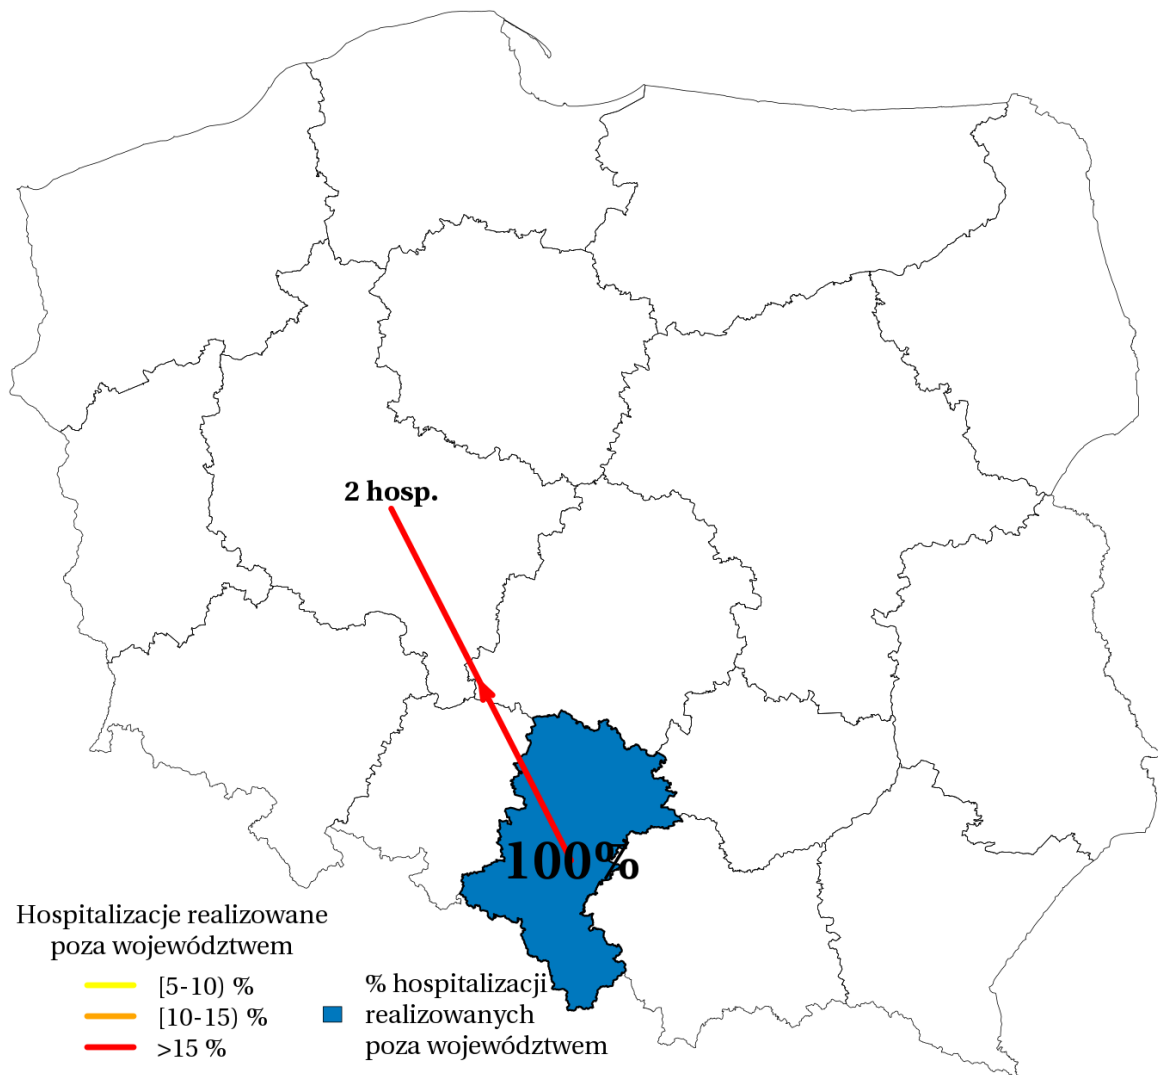 2 hosp.
100%
Hospitalizacje realizowane
poza województwem
[5-10) %
[10-15) %
>15 %
% hospitalizacji
realizowanych
poza województwem